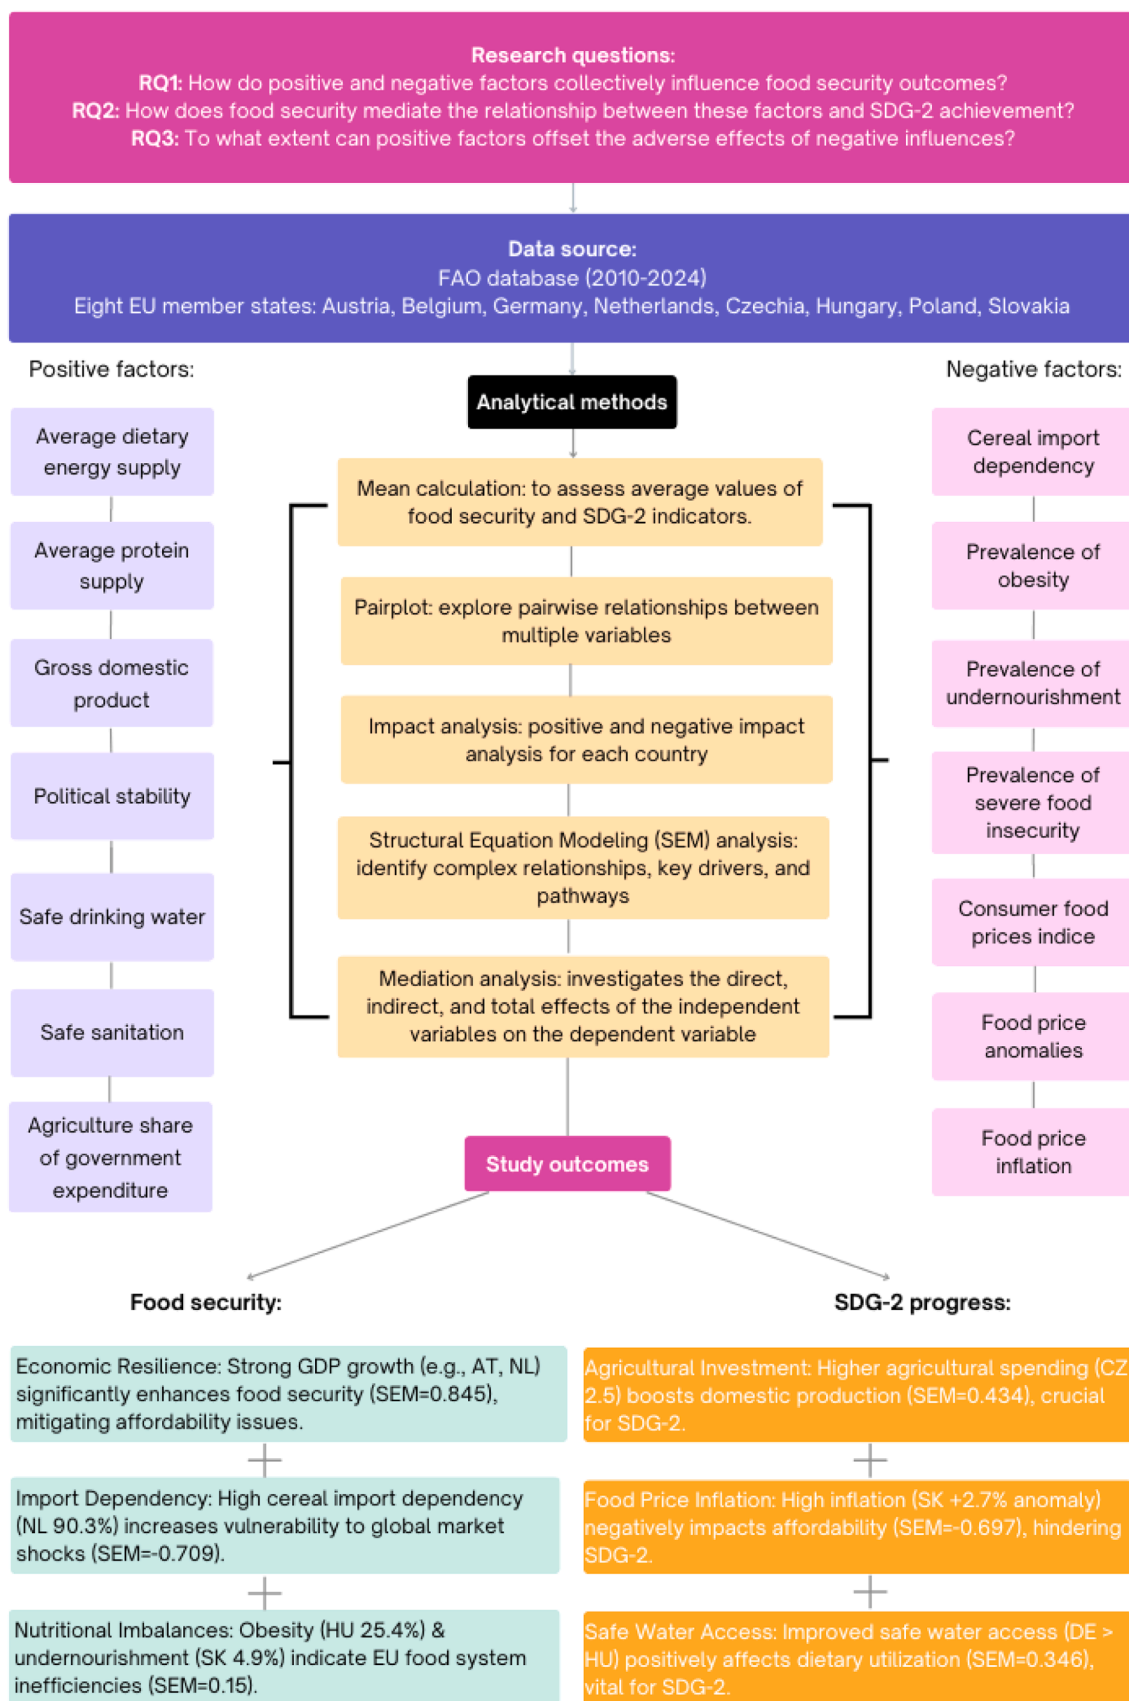 Research questions:
RQ1: How do positive and negative factors collectively influence food security outcomes?
RQ2: How does food security mediate the relationship between these factors and SDG-2 achievement?
RQ3: To what extent can positive factors offset the adverse effects of negative influences?
Data source:
FAO database (2010-2024)
Eight EU member states: Austria, Belgium, Germany, Netherlands, Czechia, Hungary, Poland, Slovakia
Positive factors:
Average dietary
energy supply
Average protein
supply
Gross domestic
product
Political stability
Safe drinking water
Safe sanitation
Agriculture share
of government
expenditure
Analytical methods
Mean calculation: to assess average values of
food security and SDG-2 indicators.
Pairplot: explore pairwise relationships between
multiple variables
Impact analysis: positive and negative impact
analysis for each country
Structural Equation Modeling (SEM) analysis:
identify complex relationships, key drivers, and
pathways
Mediation analysis: investigates the direct,
indirect, and total effects of the independent
variables on the dependent variable
Negative factors:
Cereal import
dependency
Prevalence of
obesity
Prevalence of
undernourishment
Prevalence of
severe food
insecurity
Consumer food
prices indice
Food price
anomalies
Food price
inflation
Study outcomes
Food security:
Economic Resilience: Strong GDP growth (e.g., AT, NL)
significantly enhances food security (SEM=0.845),
mitigating affordability issues.
Import Dependency: High cereal import dependency
(NL 90.3%) increases vulnerability to global market
shocks (SEM=-0.709).
Nutritional Imbalances: Obesity (HU 25.4%) &
undernourishment (SK 4.9%) indicate EU food system
inefficiencies (SEM=0.15).
SDG-2 progress:
Agricultural Investment: Higher agricultural spending (CZ
2.5) boosts domestic production (SEM=0.434), crucial
for SDG-2.
Food Price Inflation: High inflation (SK +2.7% anomaly)
negatively impacts affordability (SEM=-0.697), hindering
SDG-2.
Safe Water Access: Improved safe water access (DE >
HU) positively affects dietary utilization (SEM=0.346),
vital for SDG-2.